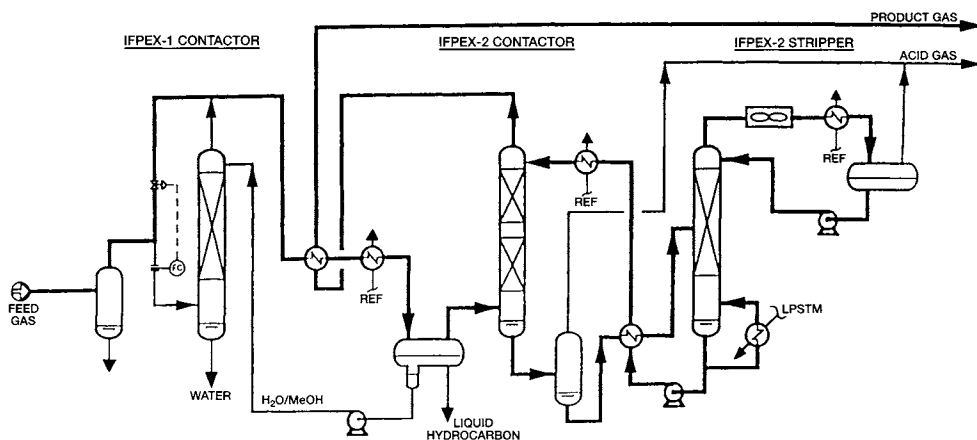 PRODUCT GAS
IFPEX-1 CONTACTOR
IFPEX-2 CONTACTOR
IFPEX-2 STRIPPER
ACID GAS
REF
REF
FC
FEED
GAS
REF
LPSTM
WATER
H₂O/MeOH
LIQUID
HYDROCARBON